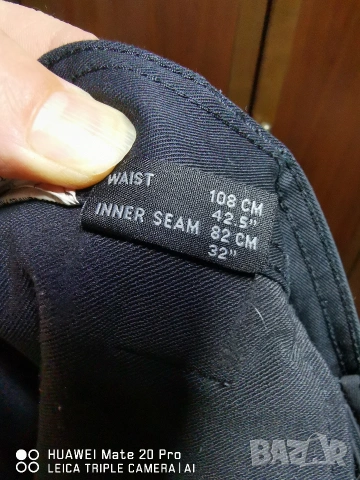 WAIST 108 CM
42.5"
INNER SEAM 82 CM
32"
HUAWEI Mate 20 Pro
LEICA TRIPLE CAMERA | AI
BAZAR